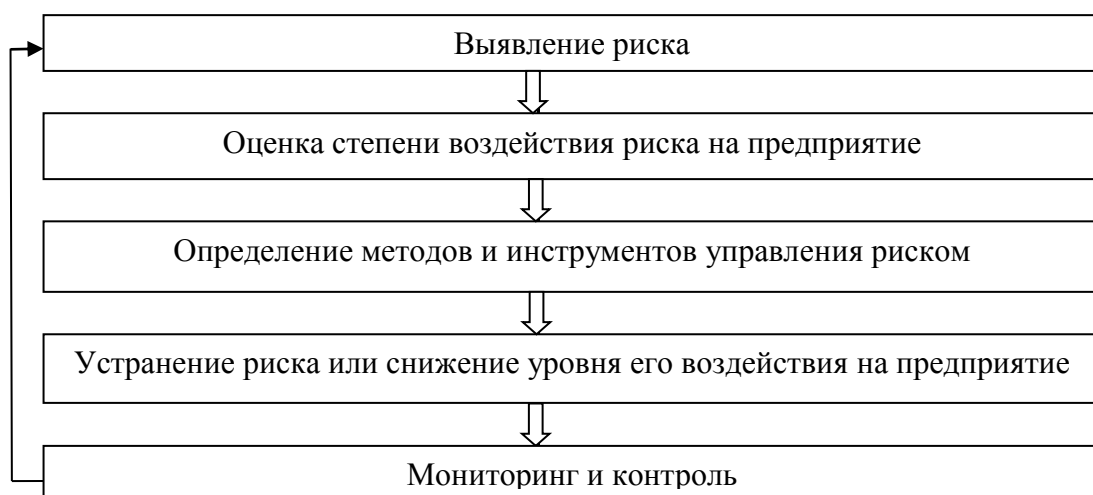 Выявление риска
Оценка степени воздействия риска на предприятие
Определение методов и инструментов управления риском
Устранение риска или снижение уровня его воздействия на предприятие
Мониторинг и контроль